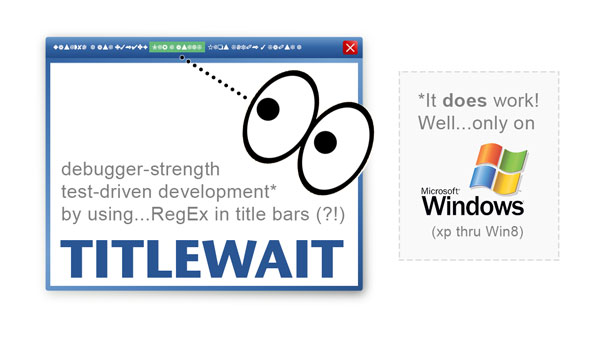 debugger-strength
test-driven development*
by using...RegEx in title bars (?!)
TITLEWAIT
*It does work!
Well...only on
Microsoft®
Windows
(xp thru Win8)